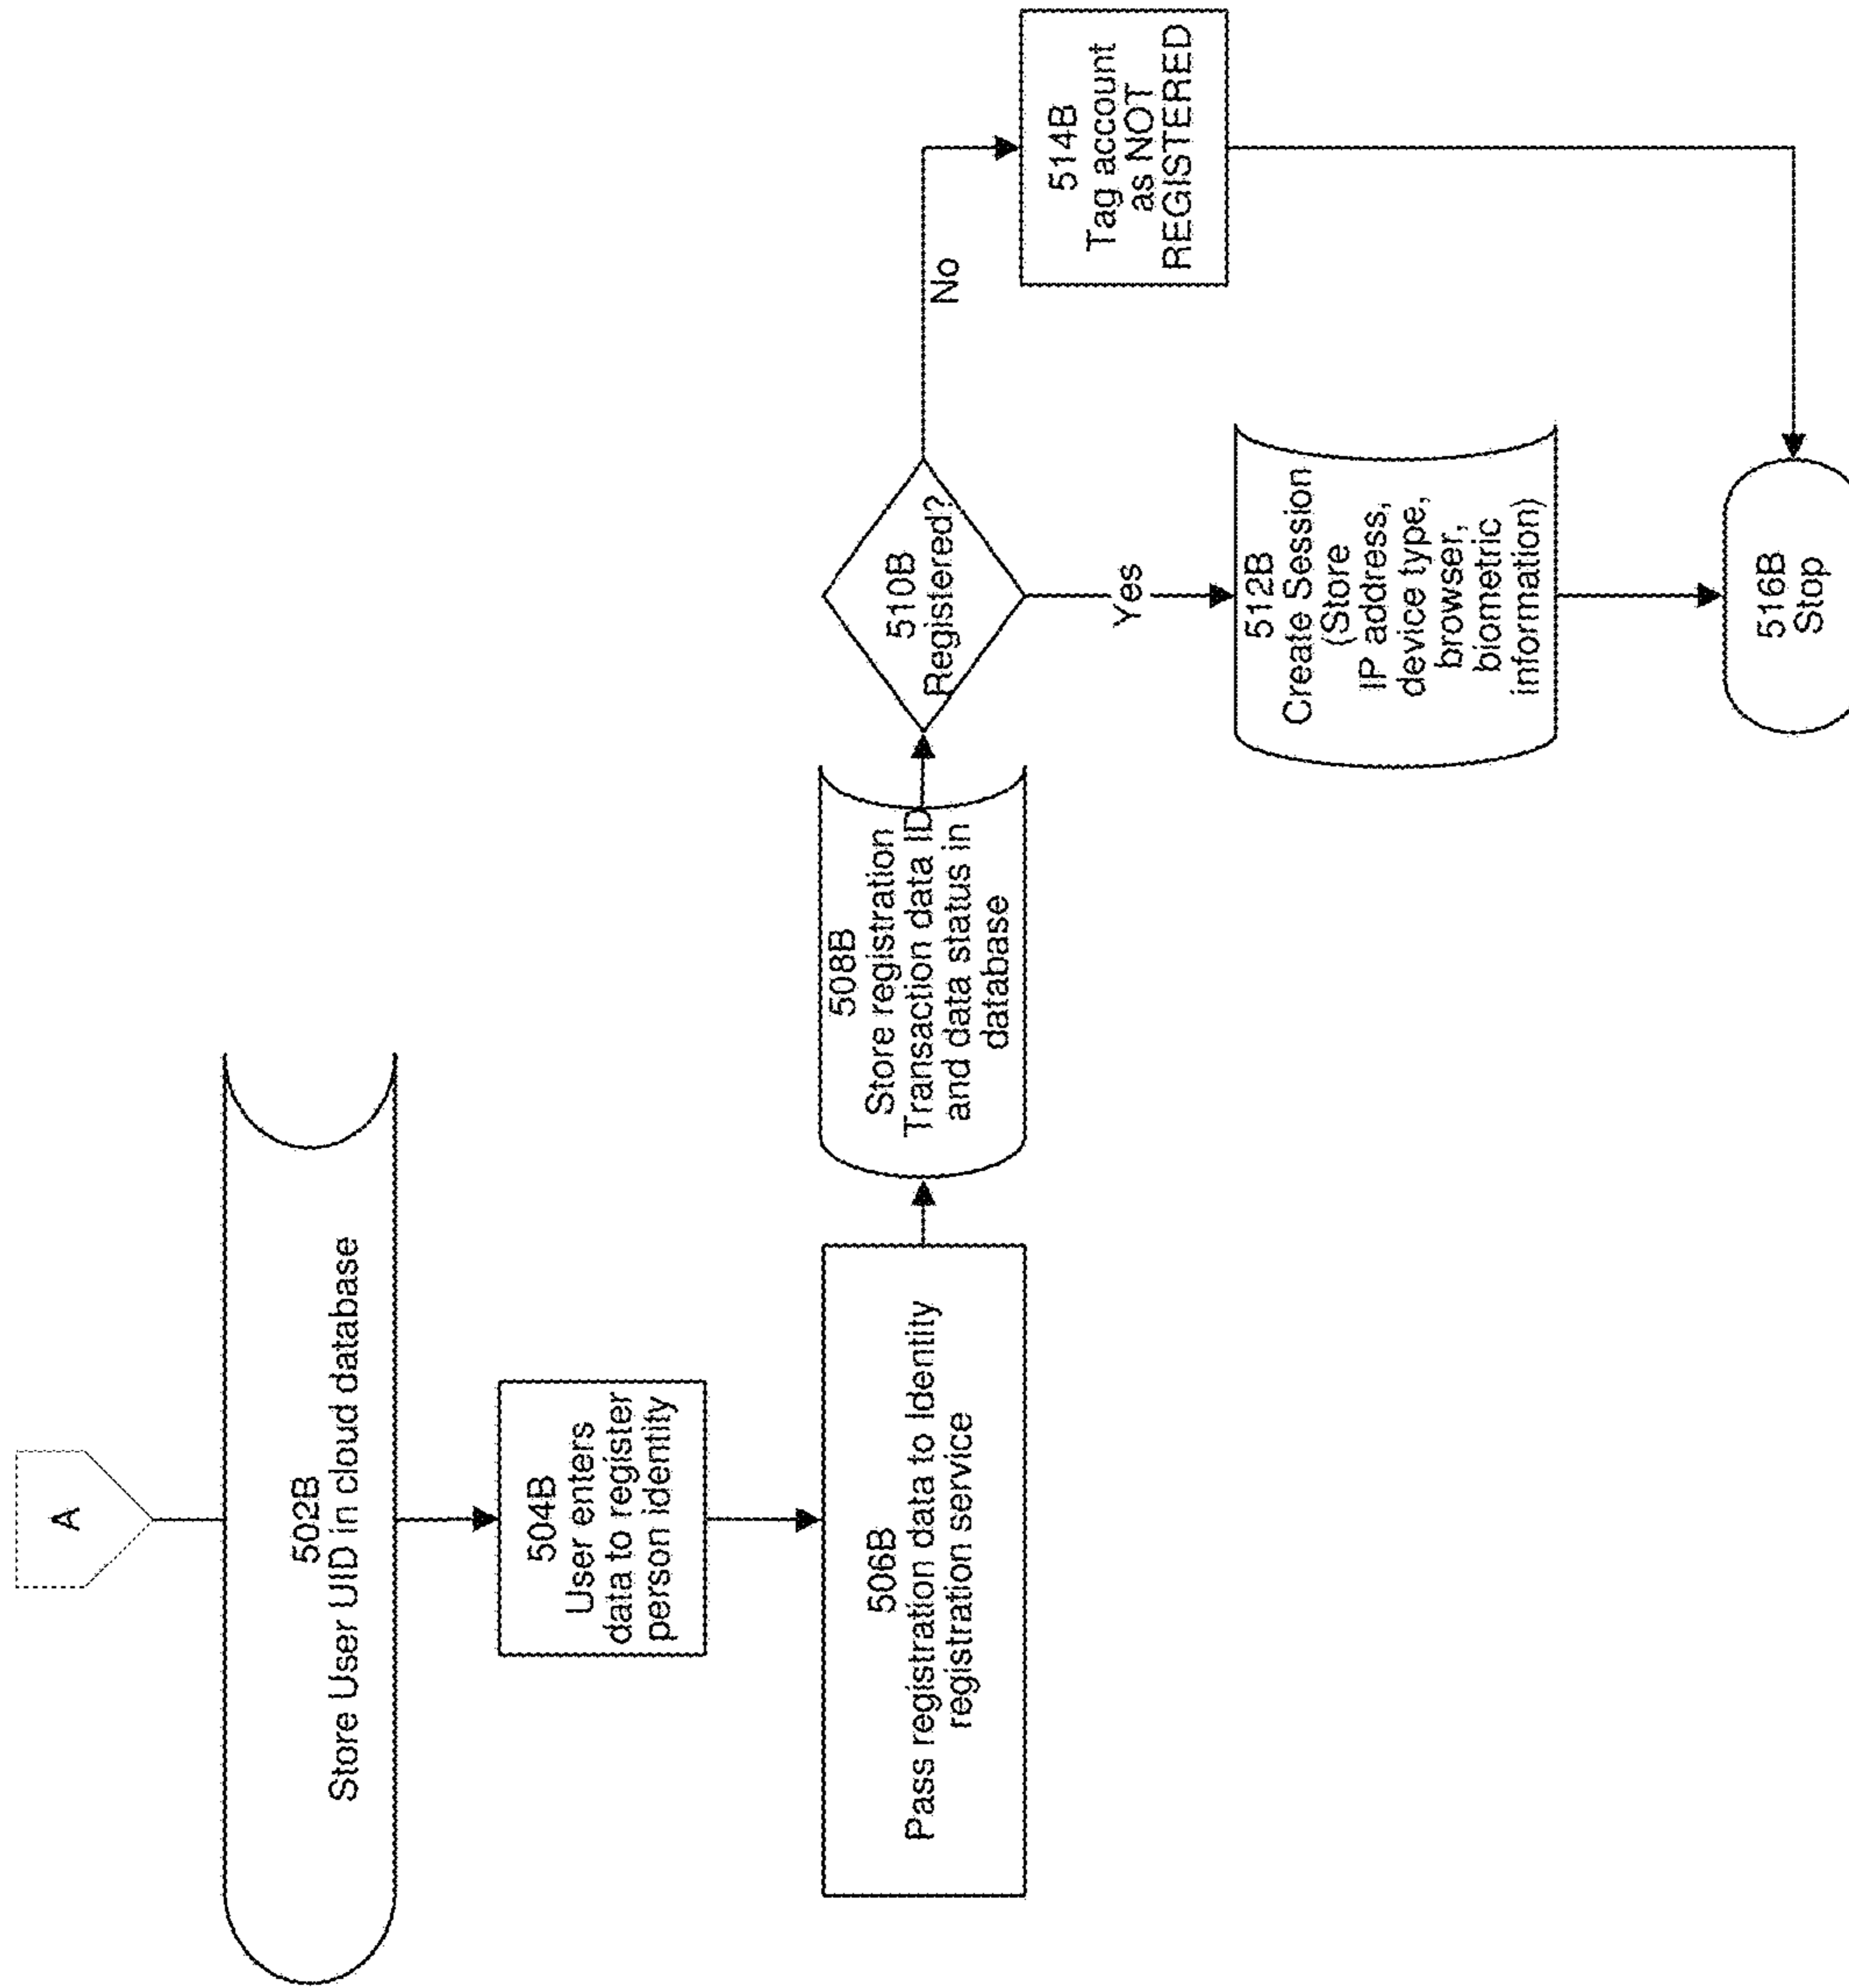 A
502B
Store User UID in cloud database
504B
User enters
data to register
person identity
506B
Pass registration data to Identity
registration service
508B
Store registration
Transaction data ID
and data status in
database
510B
Registered?
No
Yes
512B
Create Session
(Store
IP address,
device type,
browser,
biometric
information)
514B
Tag account
as NOT
REGISTERED
516B
Stop